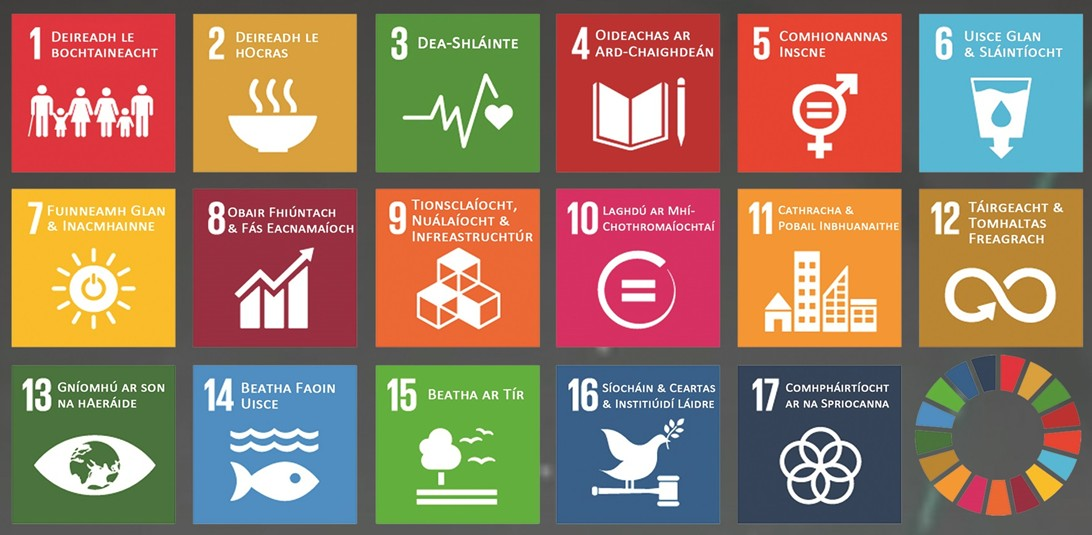 1 Deireadh le
Bochtaineacht
2 Deireadh le
hOcras
3 Dea-Shláinte
4 Oideachas ar
Ard-Chaighdeán
5 Comhionannas
Inscne
6 Uisce Glan
& Sláintíocht
7 Fuinneamh Glan
& Inacmhainne
8 Obair Fhiúntach
& Fás Eacnamaíoch
9 Tionsclaíocht,
Nuálaíocht &
Infreastruchtúr
10 Laghdú ar Mhí-
Chothromaíochtaí
11 Cathracha &
Pobail Inbhuanaithe
12 Táirgeacht &
Tomhaltas
Freagrach
13 Gníomhú ar son
na hAeráide
14 Beatha Faoin
Uisce
15 Beatha ar Tír
16 Síocháin & Ceartas
& Institiúidí Láidre
17 Comhpháirtíocht
ar na Spriocanna